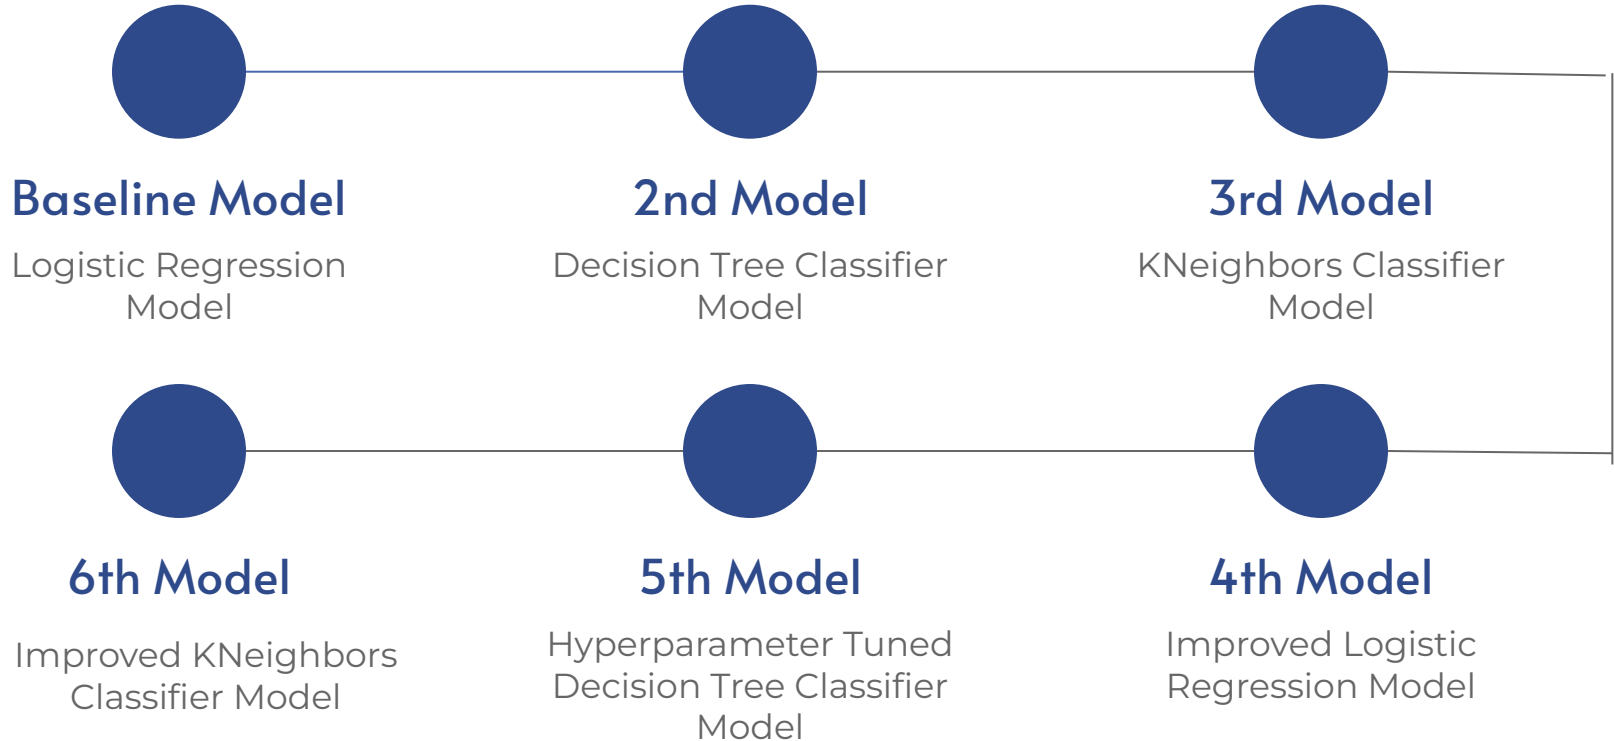 Baseline Model
Logistic Regression
Model
2nd Model
Decision Tree Classifier
Model
3rd Model
KNeighbors Classifier
Model
6th Model
Improved KNeighbors
Classifier Model
5th Model
Hyperparameter Tuned
Decision Tree Classifier
Model
4th Model
Improved Logistic
Regression Model